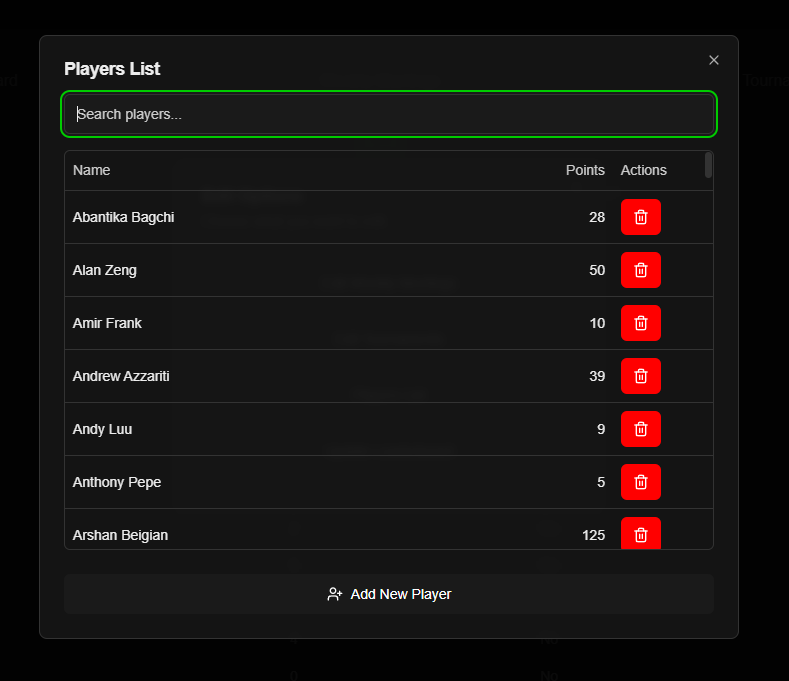 Players List
Search players...
Name Points Actions
Abantika Bagchi 28
Alan Zeng 50
Amir Frank 10
Andrew Azzariti 39
Andy Luu 9
Anthony Pepe 5
Arshan Beigian 125
Add New Player